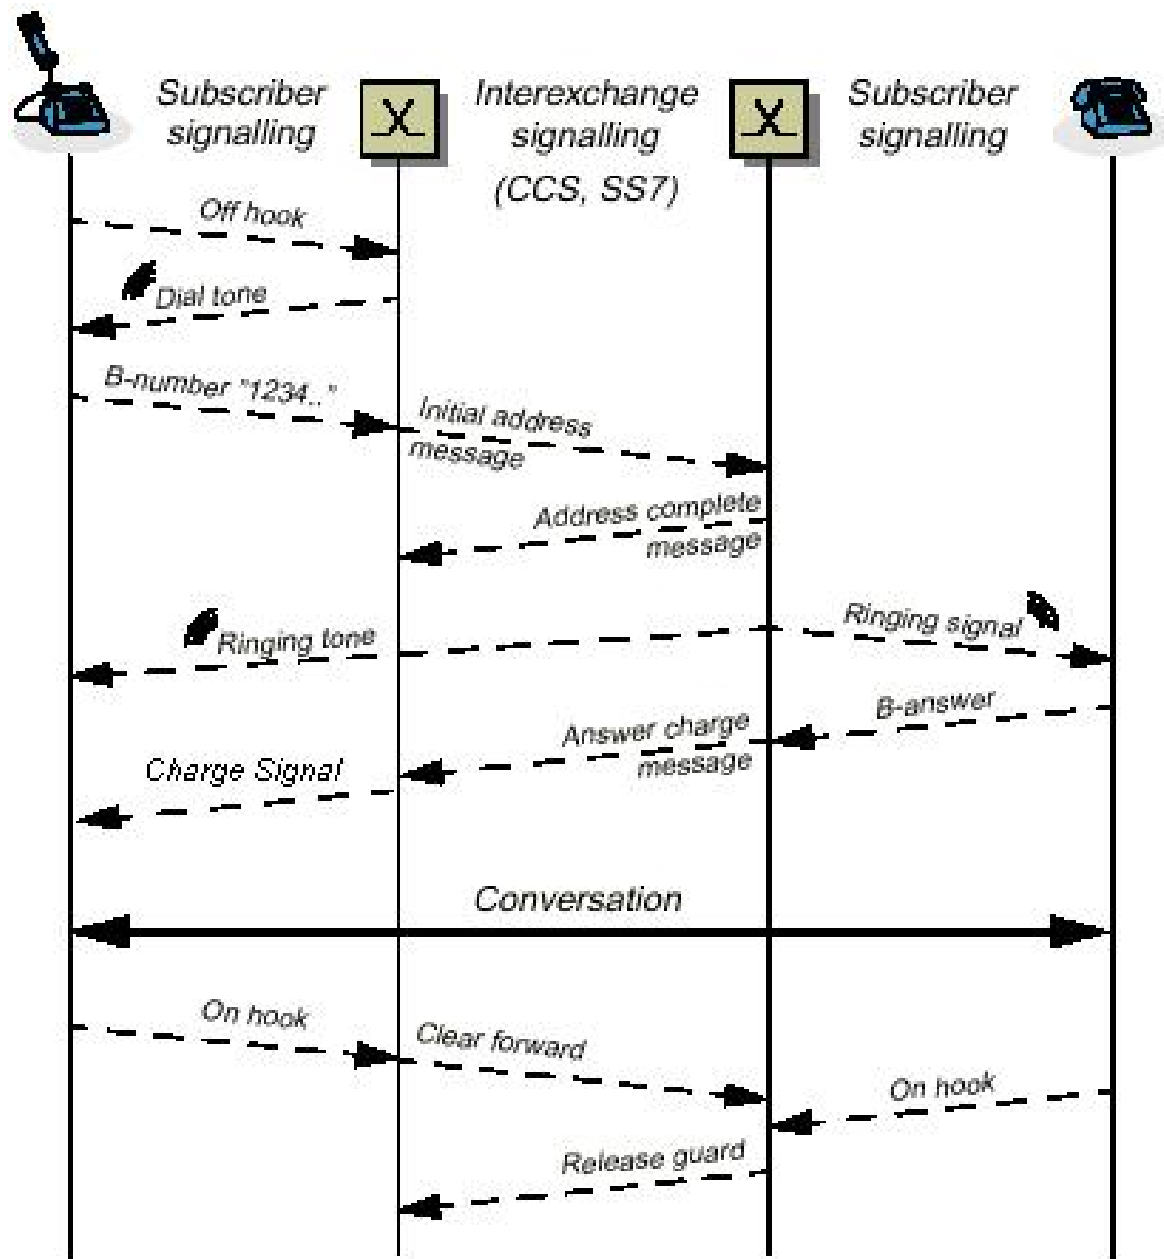 Subscriber
signalling
X
Interexchange
signalling
(CCS, SS7)
X
Subscriber
signalling
Off hook
Dial tone
B-number "1234.."
Initial address
message
Address complete
message
Ringing tone
Ringing signal
B-answer
Answer charge
message
Charge Signal
Conversation
On hook
Clear forward
On hook
Release guard